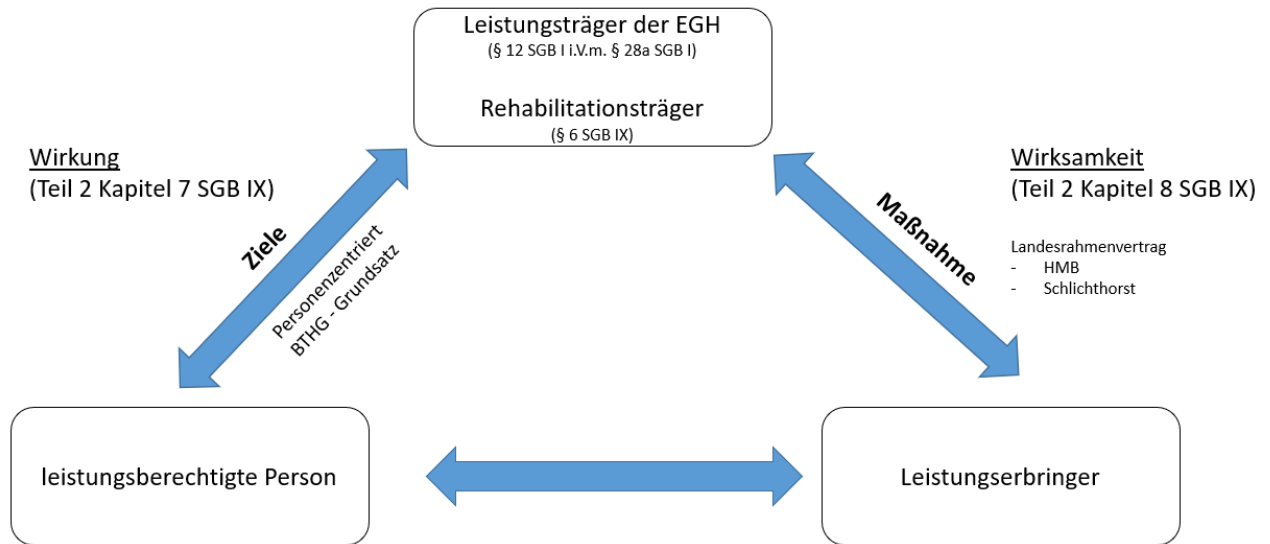 Leistungsträger der EGH
(§ 12 SGB I i.V.m. § 28a SGB I)
Rehabilitationsträger
(§ 6 SGB IX)
Wirkung
(Teil 2 Kapitel 7 SGB IX)
Ziele
Personenzentriert
BTHG - Grundsatz
Maßnahme
Wirksamkeit
(Teil 2 Kapitel 8 SGB IX)
Landesrahmenvertrag
- HMB
- Schlichthorst
leistungsberechtigte Person
Leistungserbringer